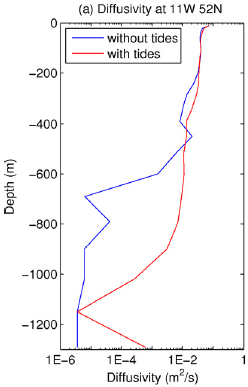 (a) Diffusivity at 11W 52N
without tides
with tides
0
−200
−400
−600
−800
−1000
−1200
Depth (m)
1E−6
1E−4
1E−2
1
Diffusivity (m²/s)